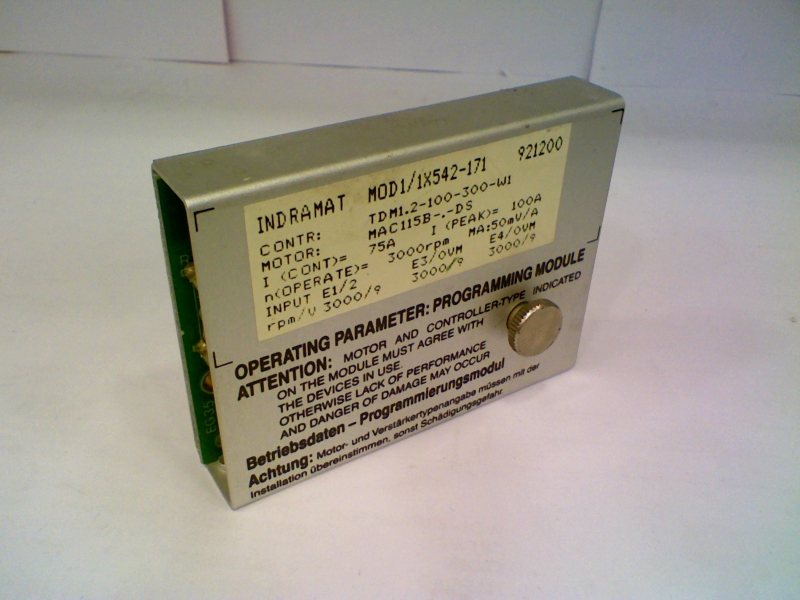 INDRAMAT MOD1/1X542-171 921200
CONTR: TDM1.2-100-300-W1
MOTOR: MAC115B-.-DS
I (CONT)= 75A I (PEAK)= 100A
n(OPERATE)= 3000rpm MA:50mV/A
INPUT E1/2 E3/0VM E4/0VM
rpm/V 3000/9 3000/9 3000/9
OPERATING PARAMETER: PROGRAMMING MODULE
ATTENTION: MOTOR AND CONTROLLER-TYPE INDICATED
ON THE MODULE MUST AGREE WITH
THE DEVICES IN USE.
OTHERWISE LACK OF PERFORMANCE
AND DANGER OF DAMAGE MAY OCCUR
Betriebsdaten – Programmierungsmodul
Achtung: Motor- und Verstärkertypenangabe müssen mit der
Installation übereinstimmen, sonst Schädigungsgefahr.